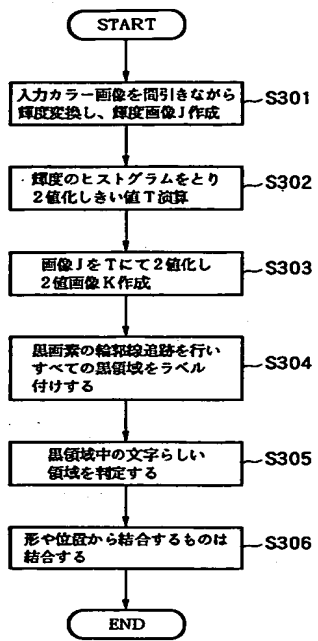 START
入力カラー画像を間引きながら
輝度変換し、輝度画像J作成
S301
輝度のヒストグラムをとり
2値化しきい値T演算
S302
画像JをTにて2値化し
2値画像K作成
S303
黒画素の輪郭線追跡を行い
すべての黒領域をラベル
付けする
S304
黒領域中の文字らしい
領域を判定する
S305
形や位置から結合するものは
結合する
S306
END